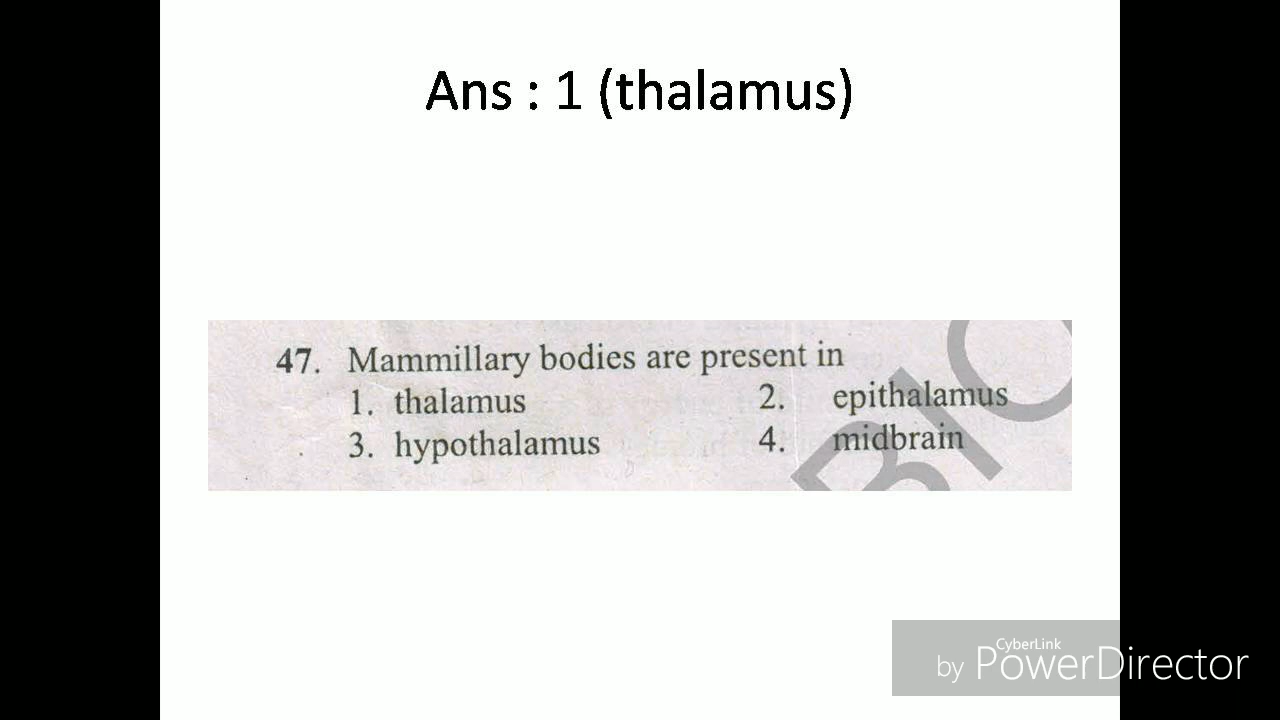 Ans : 1 (thalamus)
47. Mammillary bodies are present in
1. thalamus 2. epithalamus
3. hypothalamus 4. midbrain
BIO
CyberLink
by PowerDirector